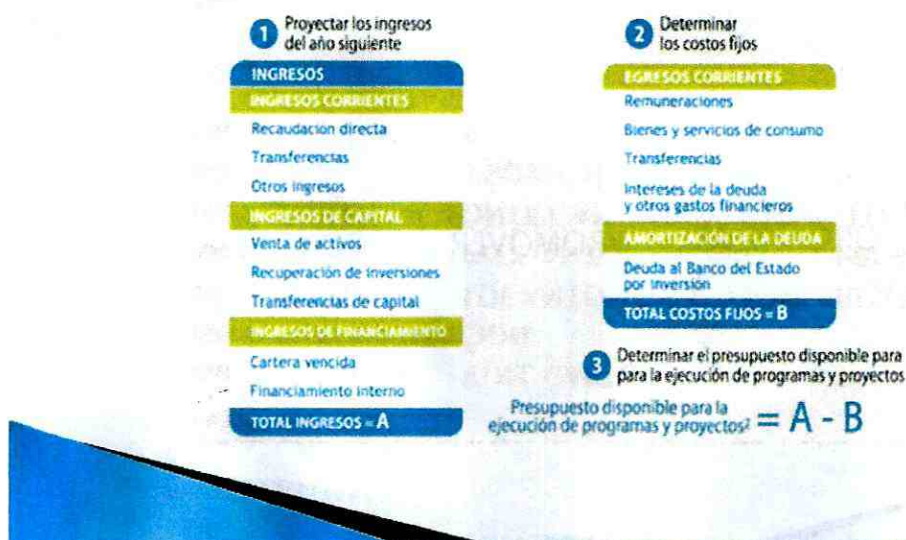 1 Proyectar los ingresos
del año siguiente
INGRESOS
INGRESOS CORRIENTES
Recaudación directa
Transferencias
Otros ingresos
INGRESOS DE CAPITAL
Venta de activos
Recuperación de inversiones
Transferencias de capital
INGRESOS DE FINANCIAMIENTO
Cartera vencida
Financiamiento interno
TOTAL INGRESOS = A
2 Determinar
los costos fijos
EGRESOS CORRIENTES
Remuneraciones
Bienes y servicios de consumo
Transferencias
Intereses de la deuda
y otros gastos financieros
AMORTIZACIÓN DE LA DEUDA
Deuda al Banco del Estado
por inversión
TOTAL COSTOS FIJOS = B
3 Determinar el presupuesto disponible para
para la ejecución de programas y proyectos
Presupuesto disponible para la
ejecución de programas y proyectos² = A - B